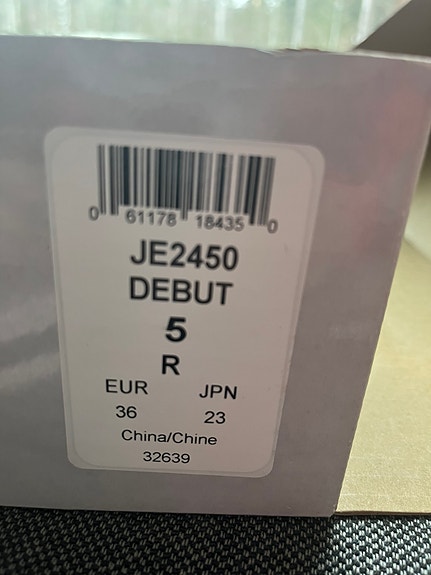 0 61178 18435 0
JE2450
DEBUT
5
R
EUR JPN
36 23
China/Chine
32639